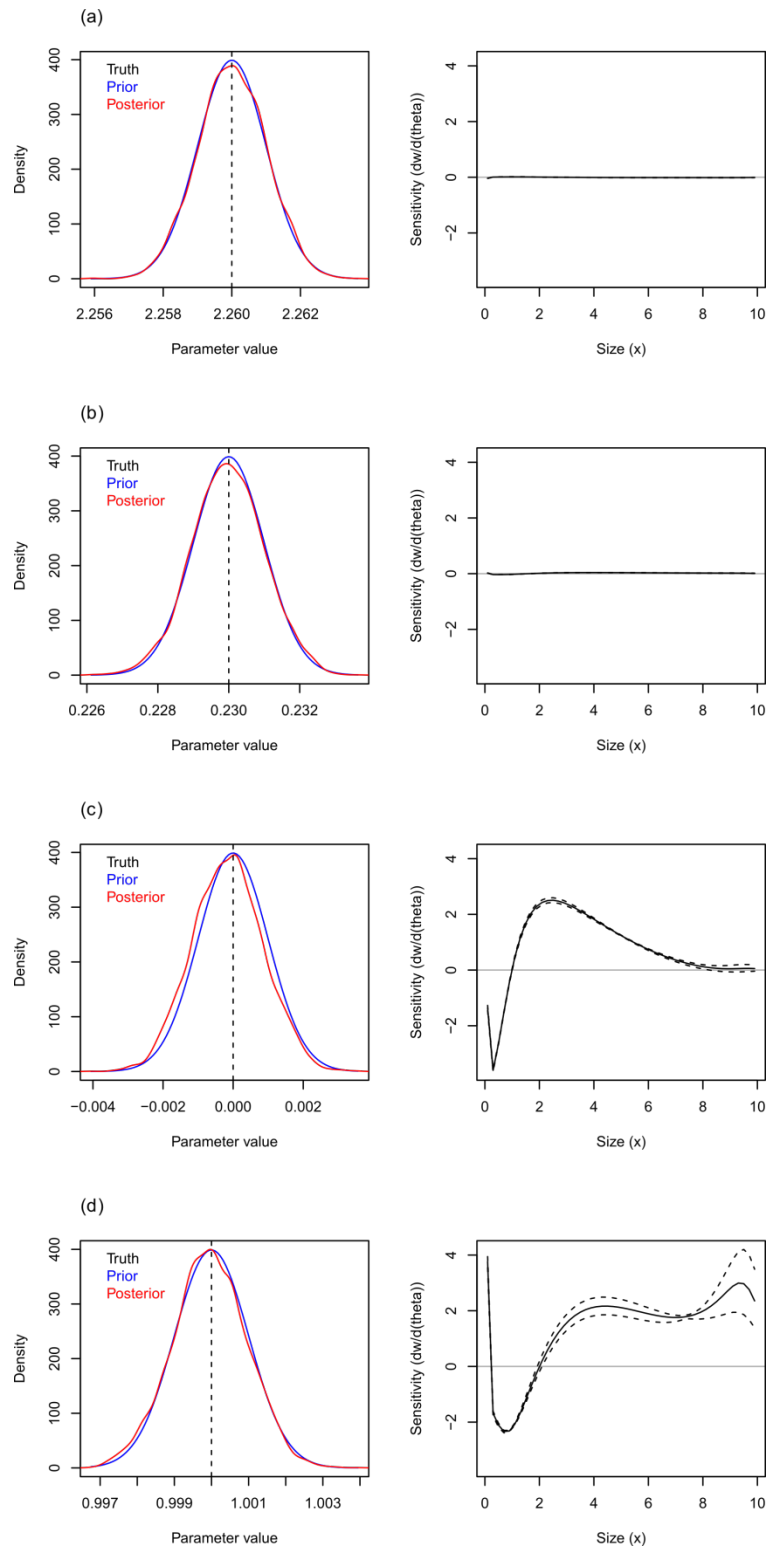 (a)
Truth
Prior
Posterior
Density
0 100 200 300 400
2.256 2.258 2.260 2.262
Parameter value
Sensitivity (dw/d(theta))
−2 0 2 4
0 2 4 6 8 10
Size (x)
(b)
Truth
Prior
Posterior
Density
0 100 200 300 400
0.226 0.228 0.230 0.232
Parameter value
Sensitivity (dw/d(theta))
−2 0 2 4
0 2 4 6 8 10
Size (x)
(c)
Truth
Prior
Posterior
Density
0 100 200 300 400
−0.004 −0.002 0.000 0.002
Parameter value
Sensitivity (dw/d(theta))
−2 0 2 4
0 2 4 6 8 10
Size (x)
(d)
Truth
Prior
Posterior
Density
0 100 200 300 400
0.997 0.999 1.001 1.003
Parameter value
Sensitivity (dw/d(theta))
−2 0 2 4
0 2 4 6 8 10
Size (x)